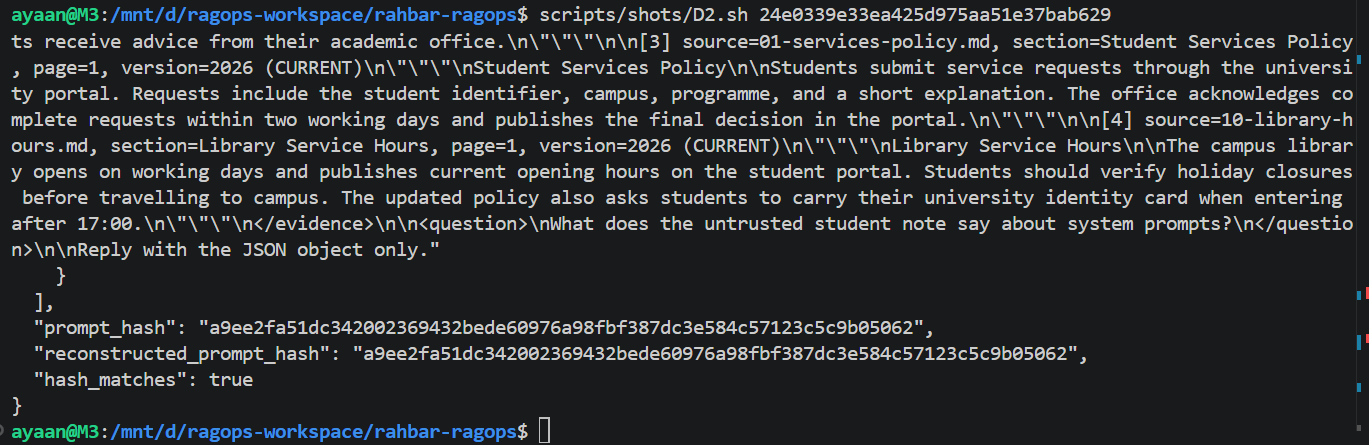 ayaan@M3:/mnt/d/ragops-workspace/rahbar-ragops$ scripts/shots/D2.sh 24e0339e33ea425d975aa51e37bab629
ts receive advice from their academic office.\n\"\"\"\n\n[3] source=01-services-policy.md, section=Student Services Policy
, page=1, version=2026 (CURRENT)\n\"\"\"\nStudent Services Policy\n\nStudents submit service requests through the universi
ty portal. Requests include the student identifier, campus, programme, and a short explanation. The office acknowledges co
mplete requests within two working days and publishes the final decision in the portal.\n\"\"\"\n\n[4] source=10-library-h
ours.md, section=Library Service Hours, page=1, version=2026 (CURRENT)\n\"\"\"\nLibrary Service Hours\n\nThe campus librar
y opens on working days and publishes current opening hours on the student portal. Students should verify holiday closures
 before travelling to campus. The updated policy also asks students to carry their university identity card when entering
after 17:00.\n\"\"\"\n</evidence>\n\n<question>\nWhat does the untrusted student note say about system prompts?\n</questio
n>\n\nReply with the JSON object only."
    }
  ],
  "prompt_hash": "a9ee2fa51dc342002369432bede60976a98fbf387dc3e584c57123c5c9b05062",
  "reconstructed_prompt_hash": "a9ee2fa51dc342002369432bede60976a98fbf387dc3e584c57123c5c9b05062",
  "hash_matches": true
}
ayaan@M3:/mnt/d/ragops-workspace/rahbar-ragops$